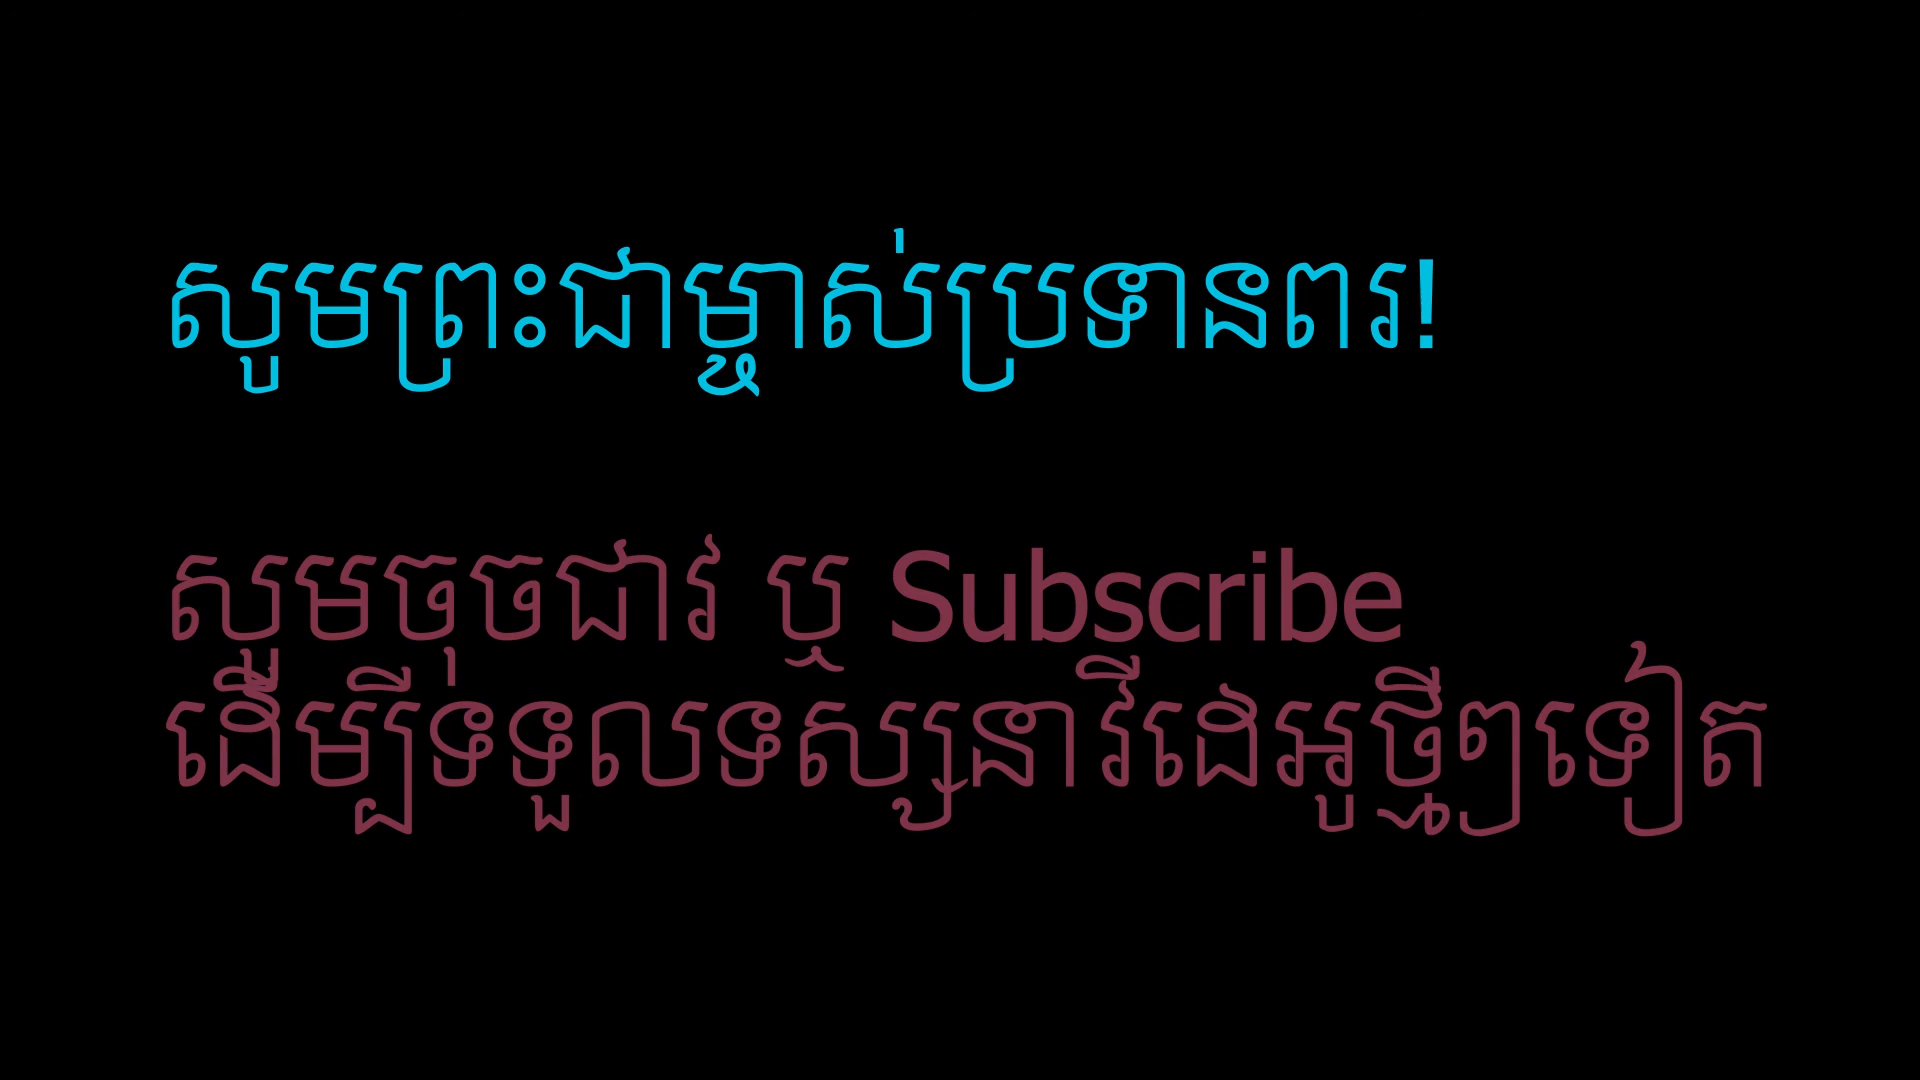 សូមព្រះជាម្ចាស់ប្រទានពរ!
សូមចុចជាវ ឬ Subscribe
ដើម្បីទទួលទស្សនាវីដេអូថ្មីៗទៀត